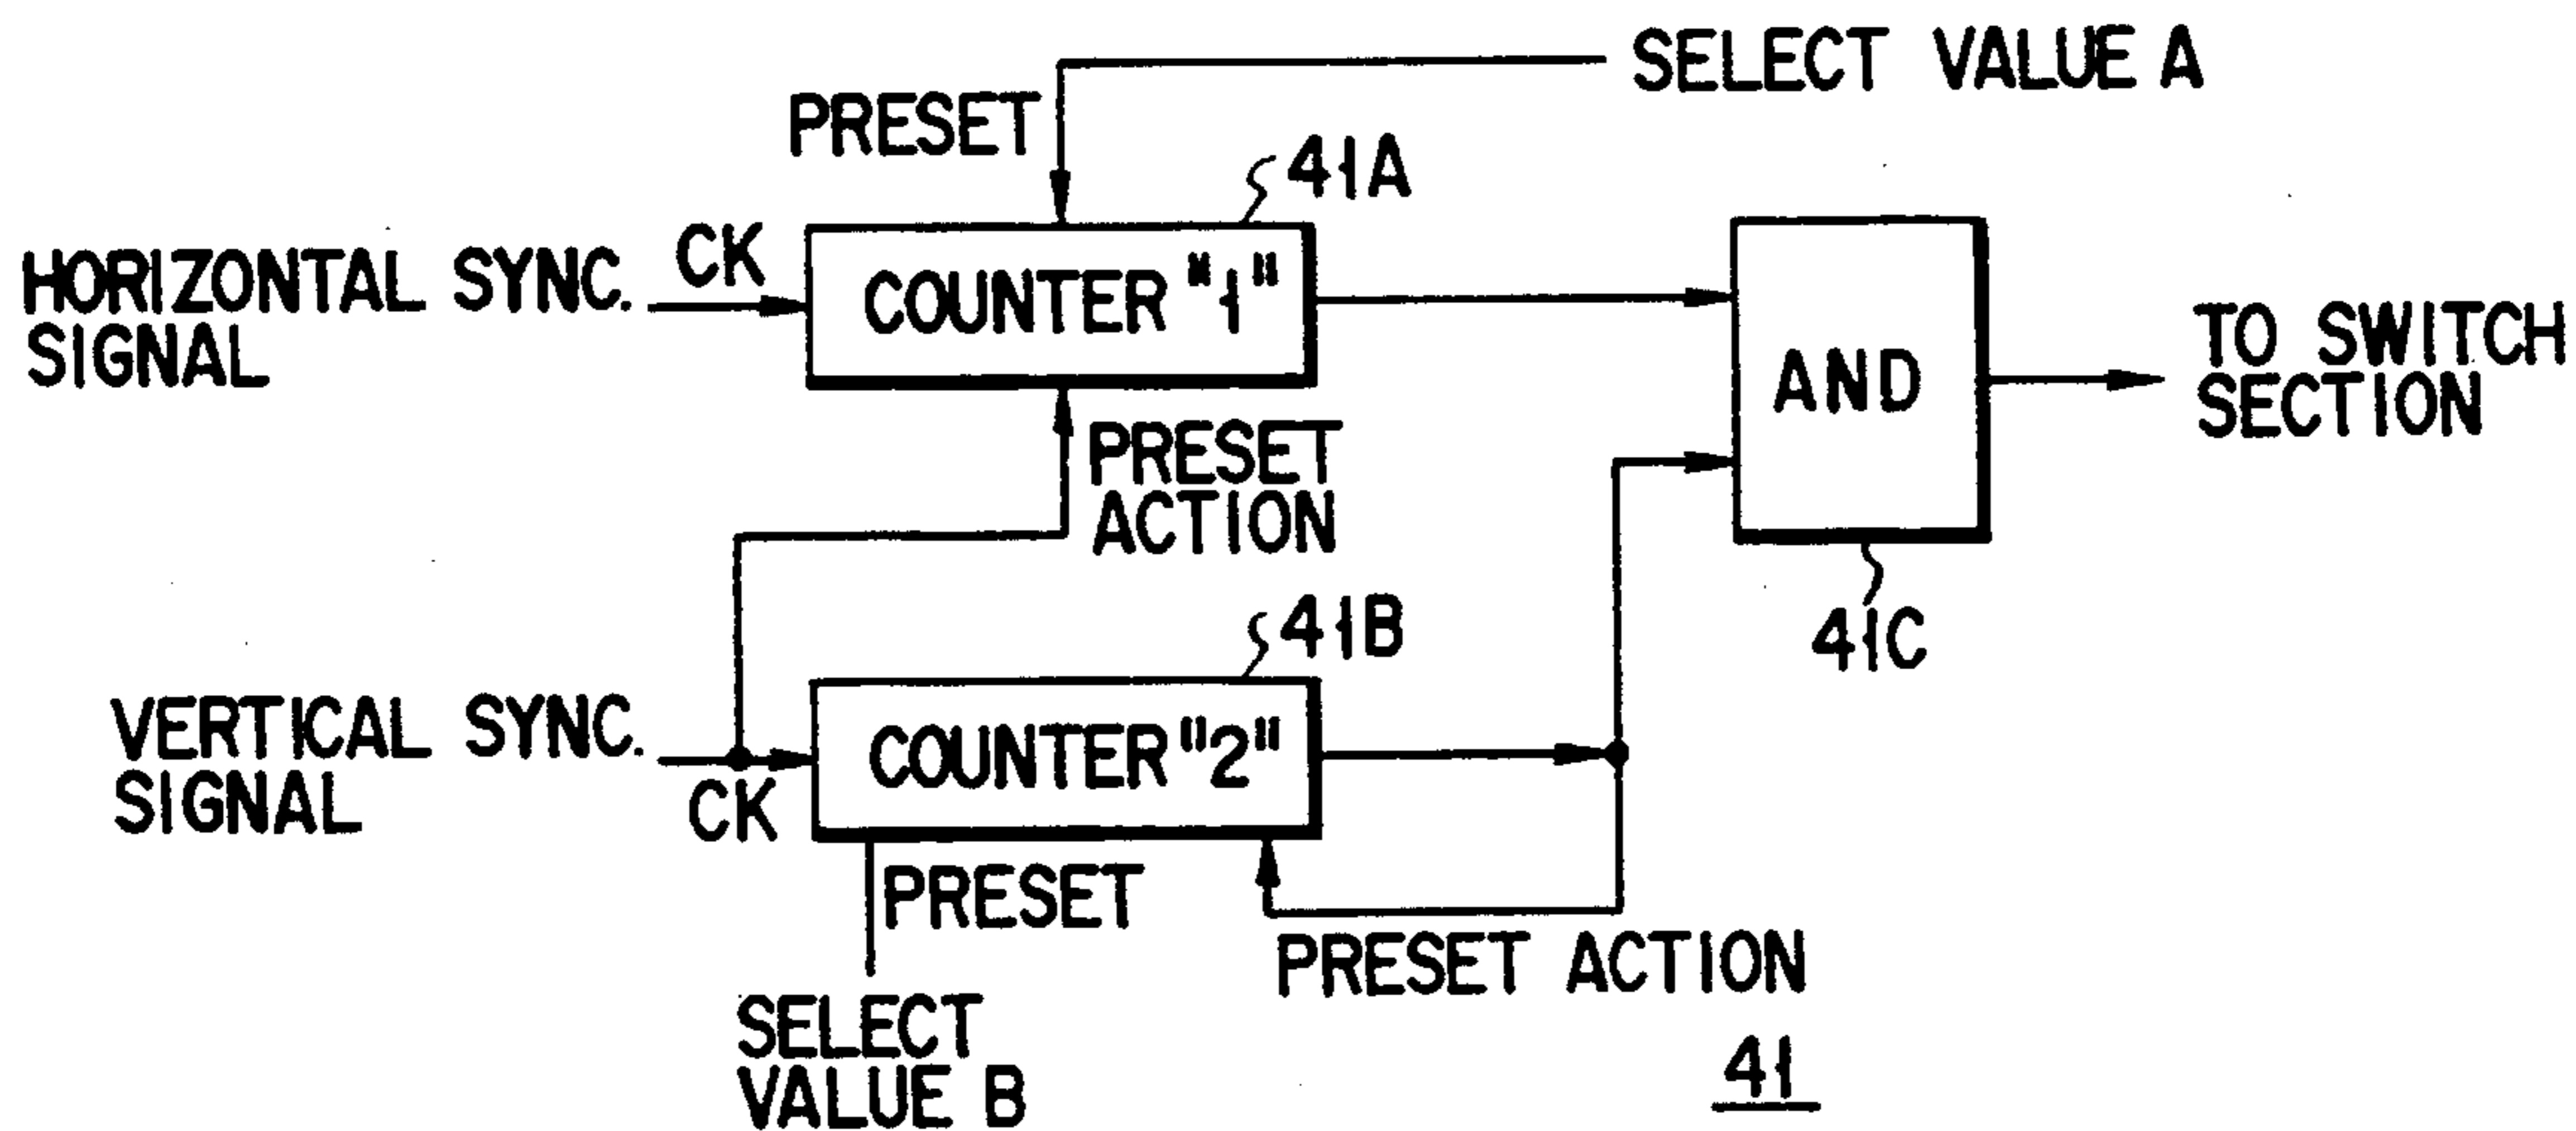 SELECT VALUE A
PRESET
41A
HORIZONTAL SYNC.
SIGNAL
CK
COUNTER "1"
AND
TO SWITCH
SECTION
PRESET
ACTION
41B
41C
VERTICAL SYNC.
SIGNAL
CK
COUNTER "2"
PRESET
PRESET ACTION
SELECT
VALUE B
41